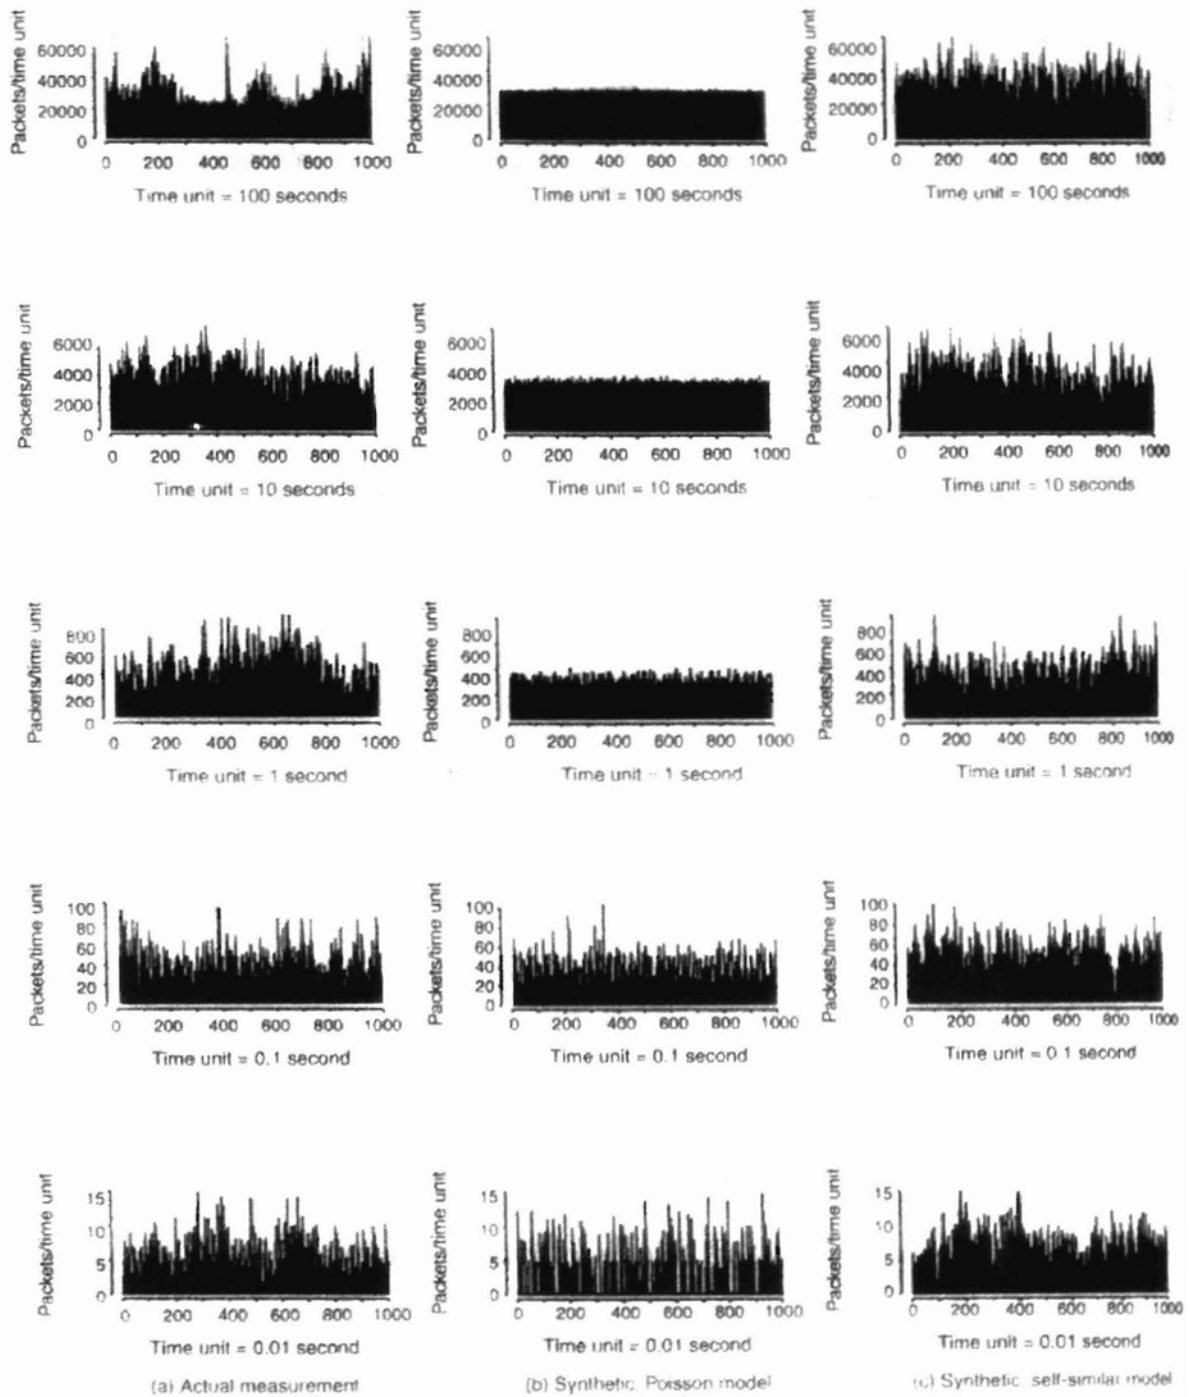 Packets/time unit
60000
40000
20000
0
0 200 400 600 800 1000
Time unit = 100 seconds
Packets/time unit
60000
40000
20000
0
0 200 400 600 800 1000
Time unit = 100 seconds
Packets/time unit
60000
40000
20000
0
0 200 400 600 800 1000
Time unit = 100 seconds
Packets/time unit
6000
4000
2000
0
0 200 400 600 800 1000
Time unit = 10 seconds
Packets/time unit
6000
4000
2000
0
0 200 400 600 800 1000
Time unit = 10 seconds
Packets/time unit
6000
4000
2000
0
0 200 400 600 800 1000
Time unit = 10 seconds
Packets/time unit
800
600
400
200
0
0 200 400 600 800 1000
Time unit = 1 second
Packets/time unit
800
600
400
200
0
0 200 400 600 800 1000
Time unit = 1 second
Packets/time unit
800
600
400
200
0
0 200 400 600 800 1000
Time unit = 1 second
Packets/time unit
100
80
60
40
20
0
0 200 400 600 800 1000
Time unit = 0.1 second
Packets/time unit
100
80
60
40
20
0
0 200 400 600 800 1000
Time unit = 0.1 second
Packets/time unit
100
80
60
40
20
0
0 200 400 600 800 1000
Time unit = 0.1 second
Packets/time unit
15
10
5
0
0 200 400 600 800 1000
Time unit = 0.01 second
(a) Actual measurement
Packets/time unit
15
10
5
0
0 200 400 600 800 1000
Time unit = 0.01 second
(b) Synthetic, Poisson model
Packets/time unit
15
10
5
0
0 200 400 600 800 1000
Time unit = 0.01 second
(c) Synthetic, self-similar model